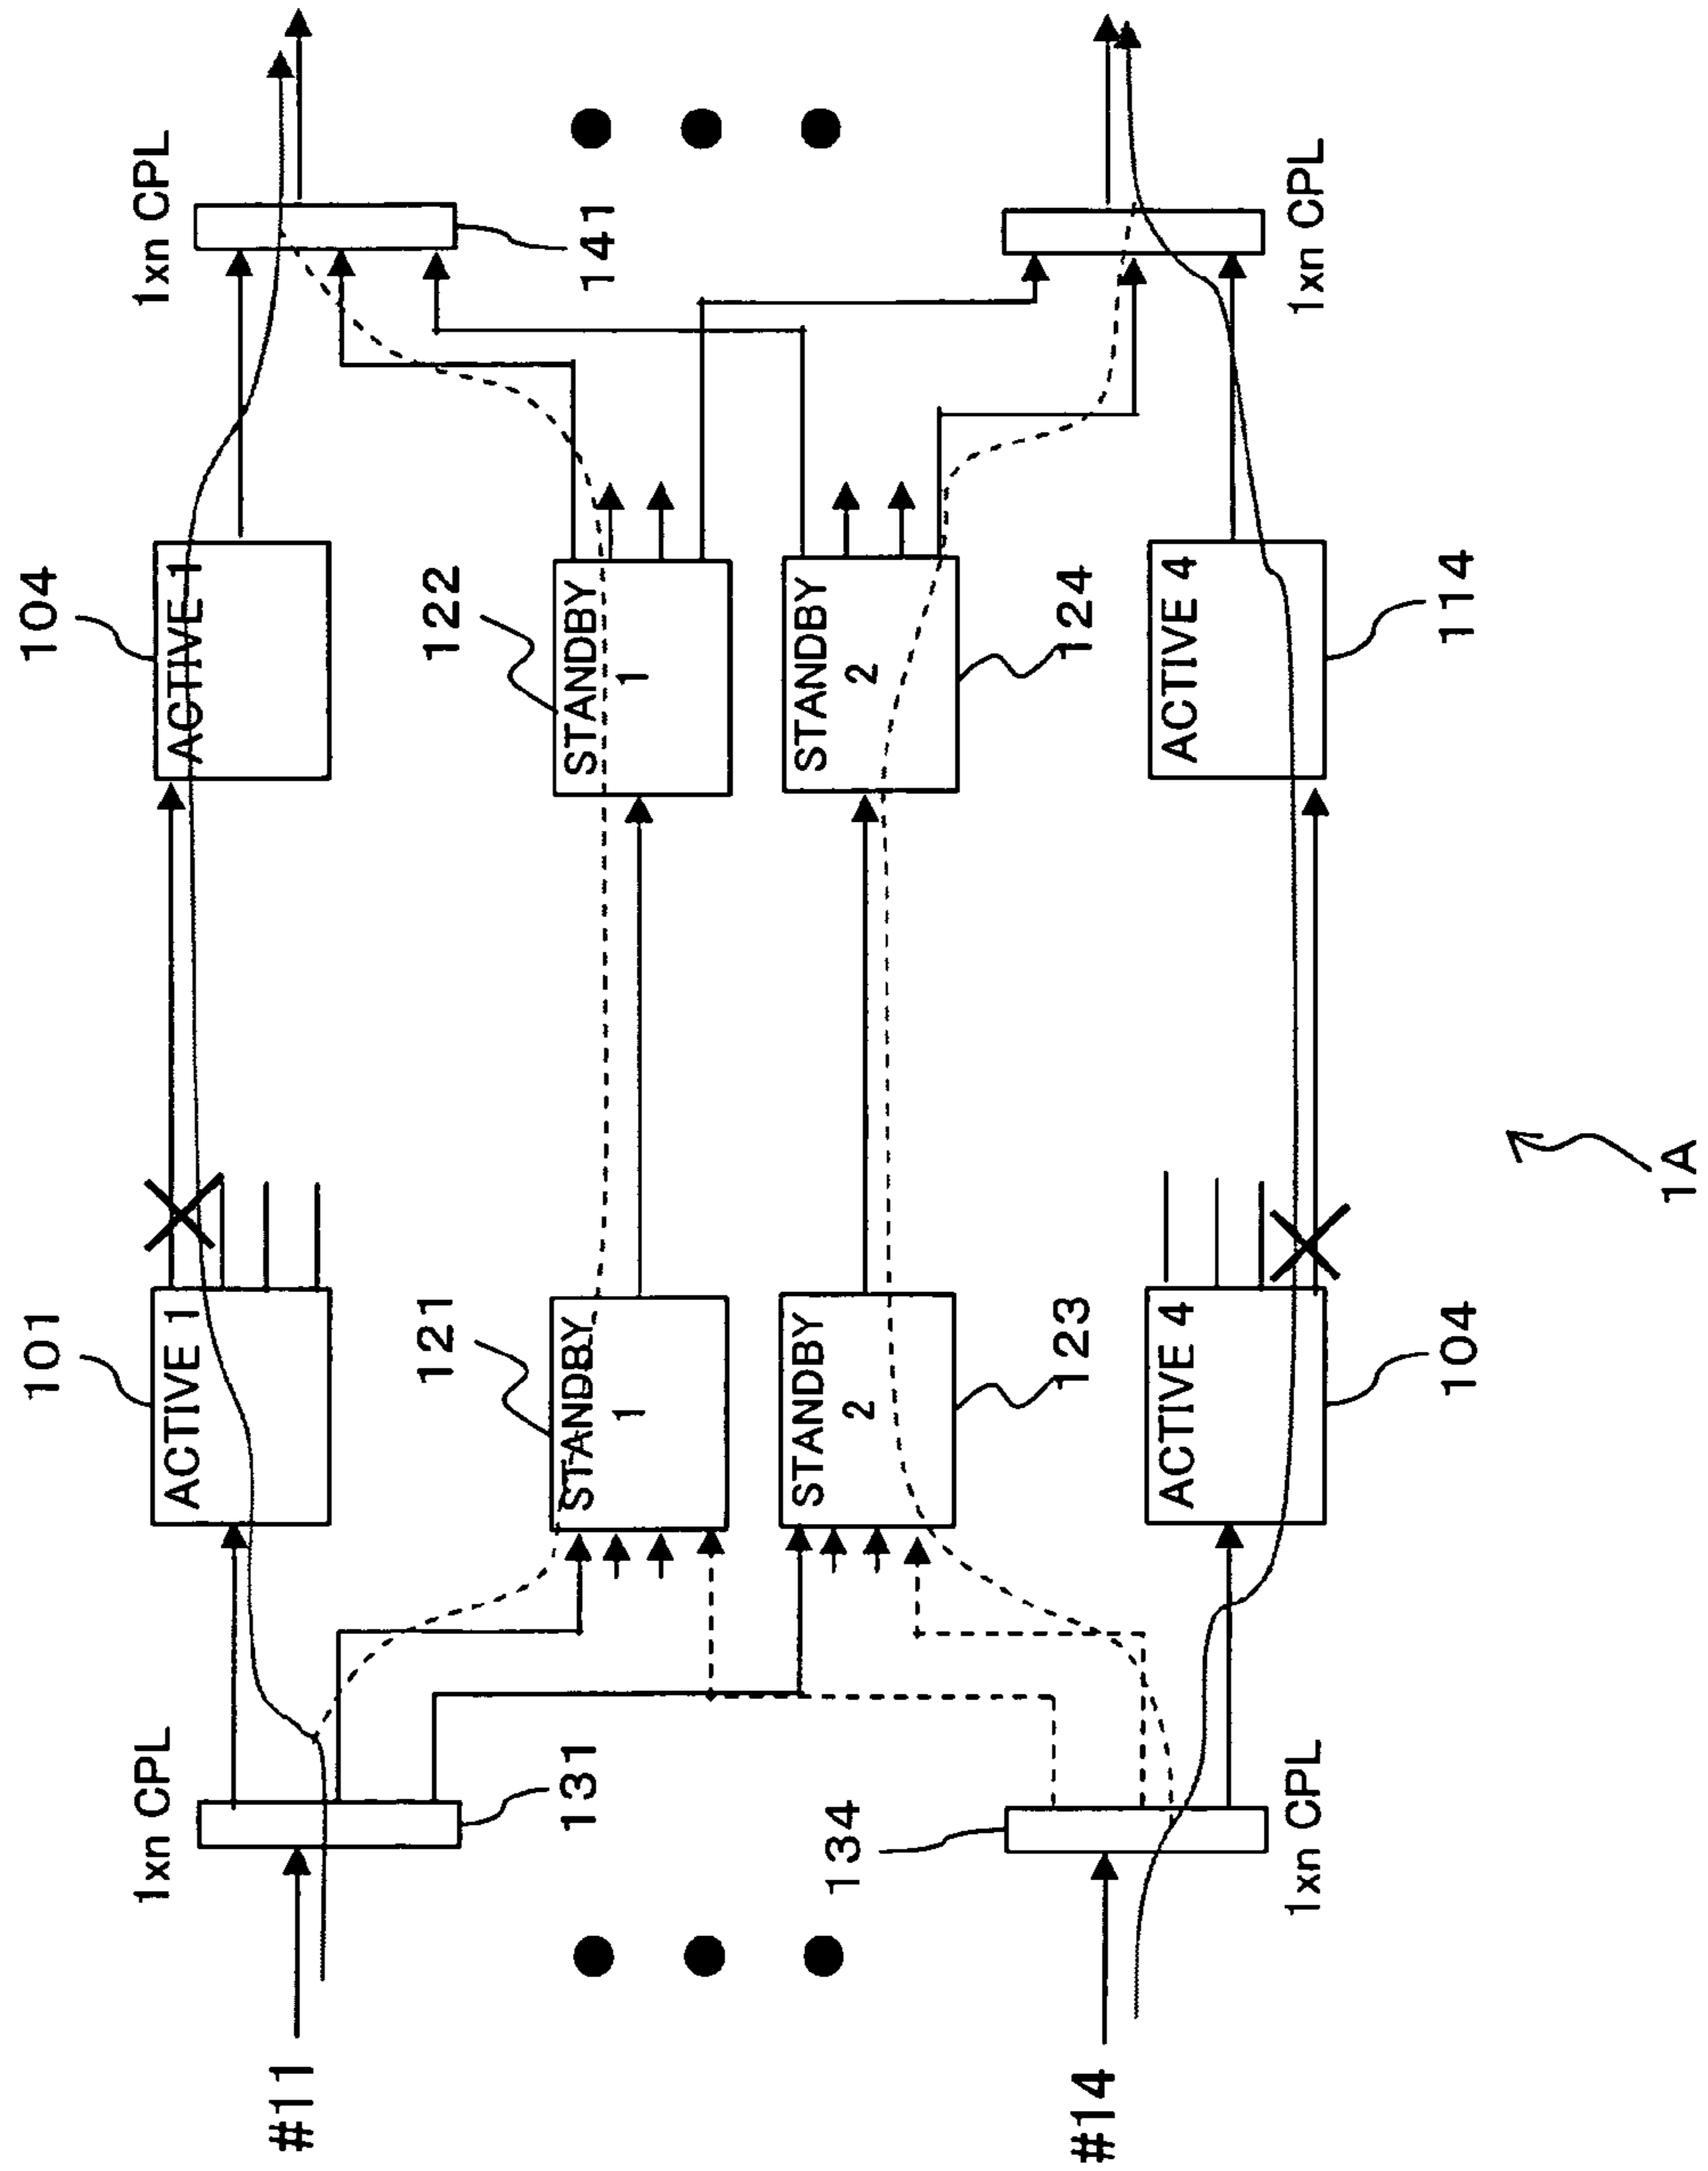 101
104
1xn CPL
ACTIVE 1
ACTIVE 1
1xn CPL
#11
131
121
122
141
STANDBY
1
STANDBY
1
STANDBY
2
STANDBY
2
134
123
124
#14
ACTIVE 4
ACTIVE 4
1xn CPL
1xn CPL
104
114
1A